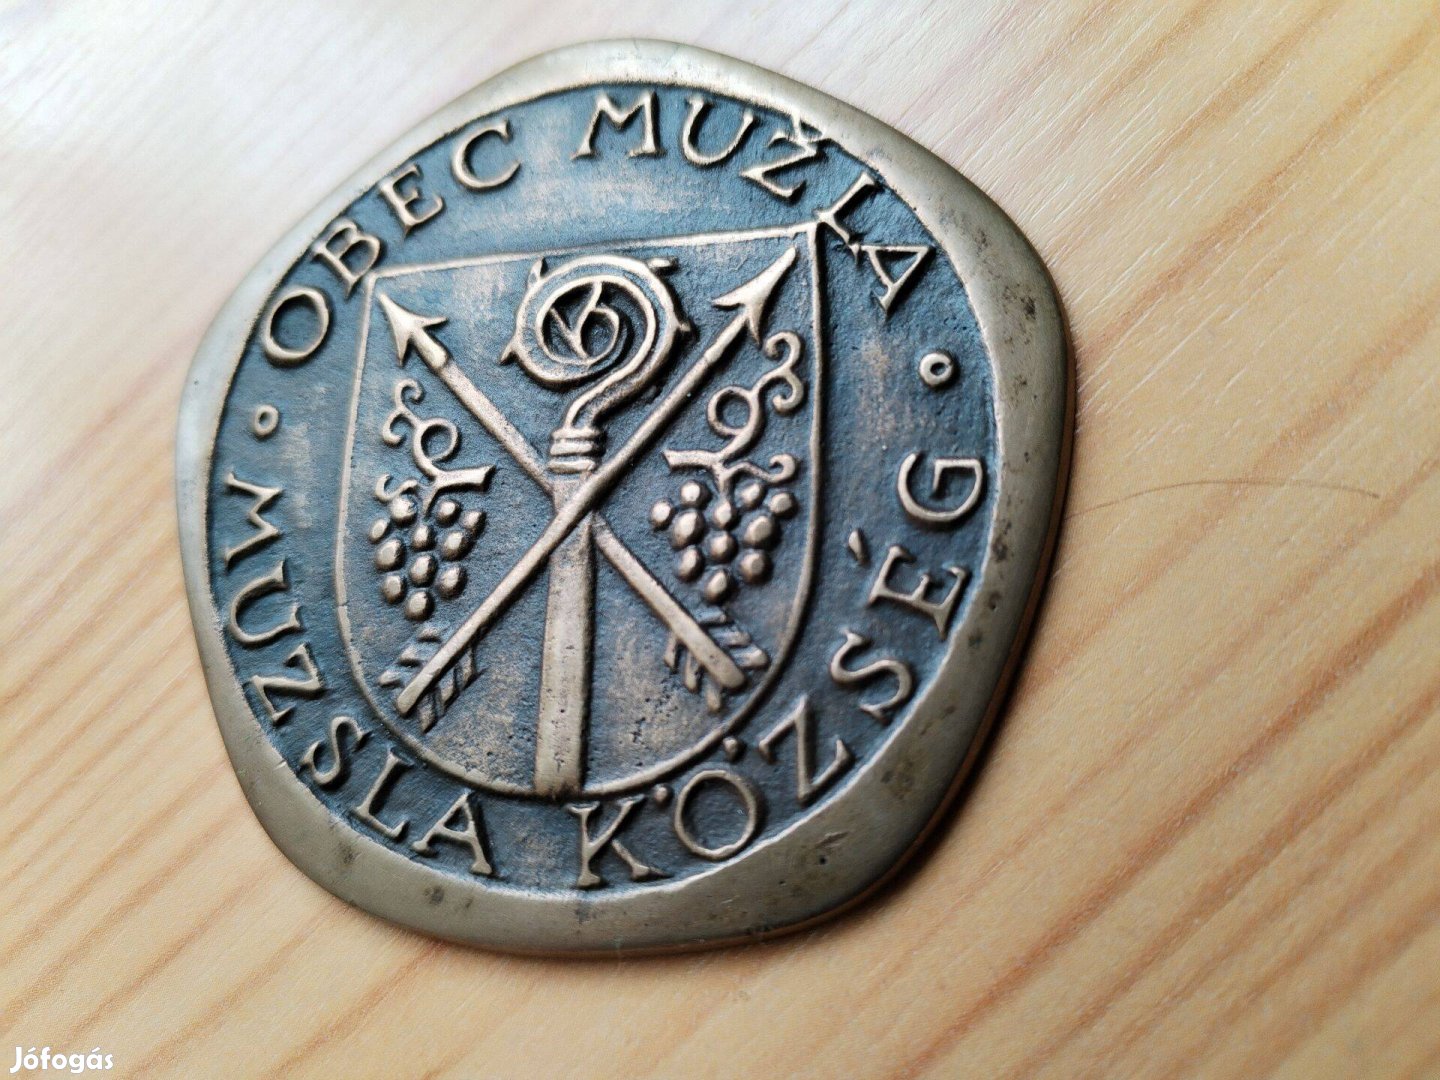 · OBEC MUŽLA ·
MUZSLA KÖZSÉG
Jófogás